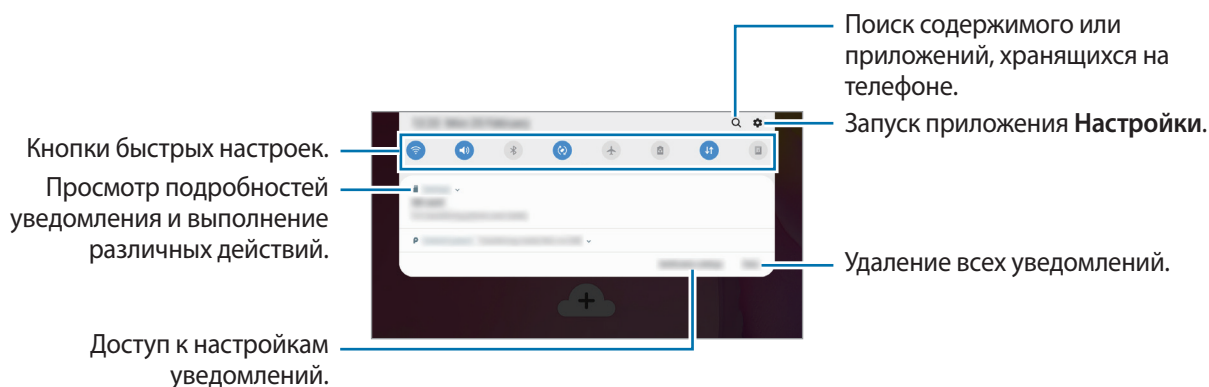 Поиск содержимого или
приложений, хранящихся на
телефоне.
Запуск приложения Настройки.
Кнопки быстрых настроек.
Просмотр подробностей
уведомления и выполнение
различных действий.
Удаление всех уведомлений.
Доступ к настройкам
уведомлений.